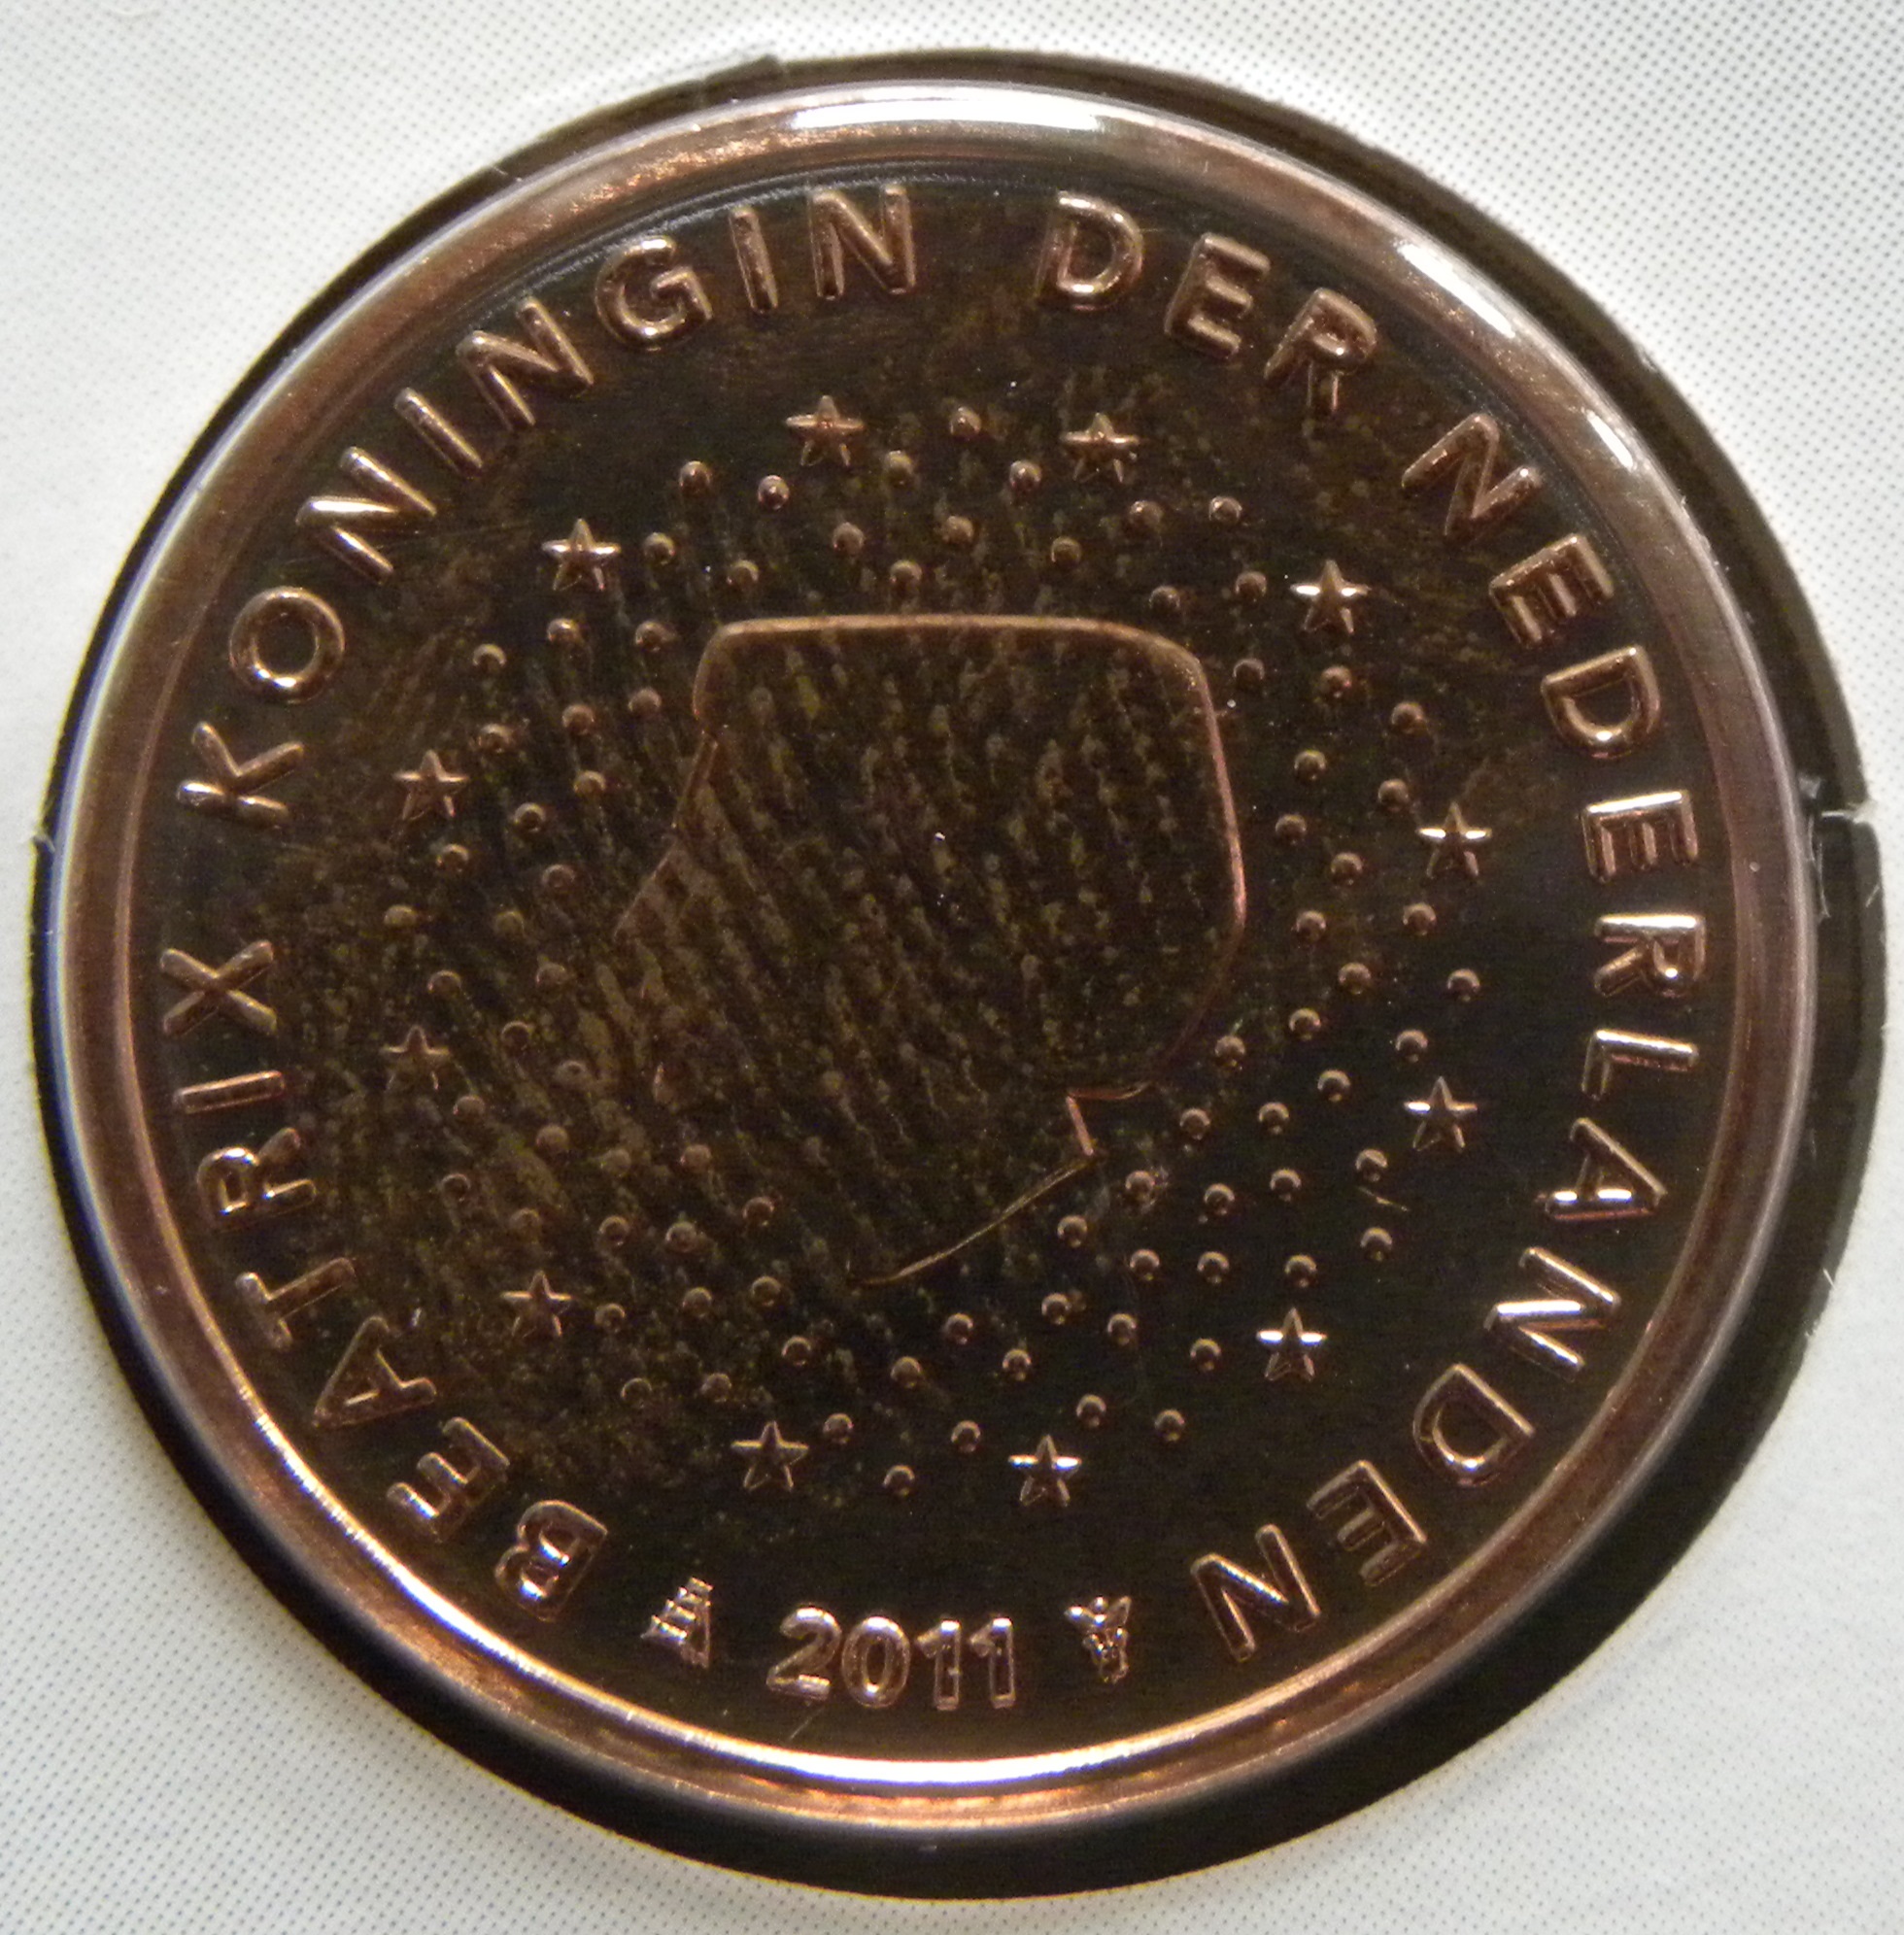 BEATRIX KONINGIN DER NEDERLANDEN
2011